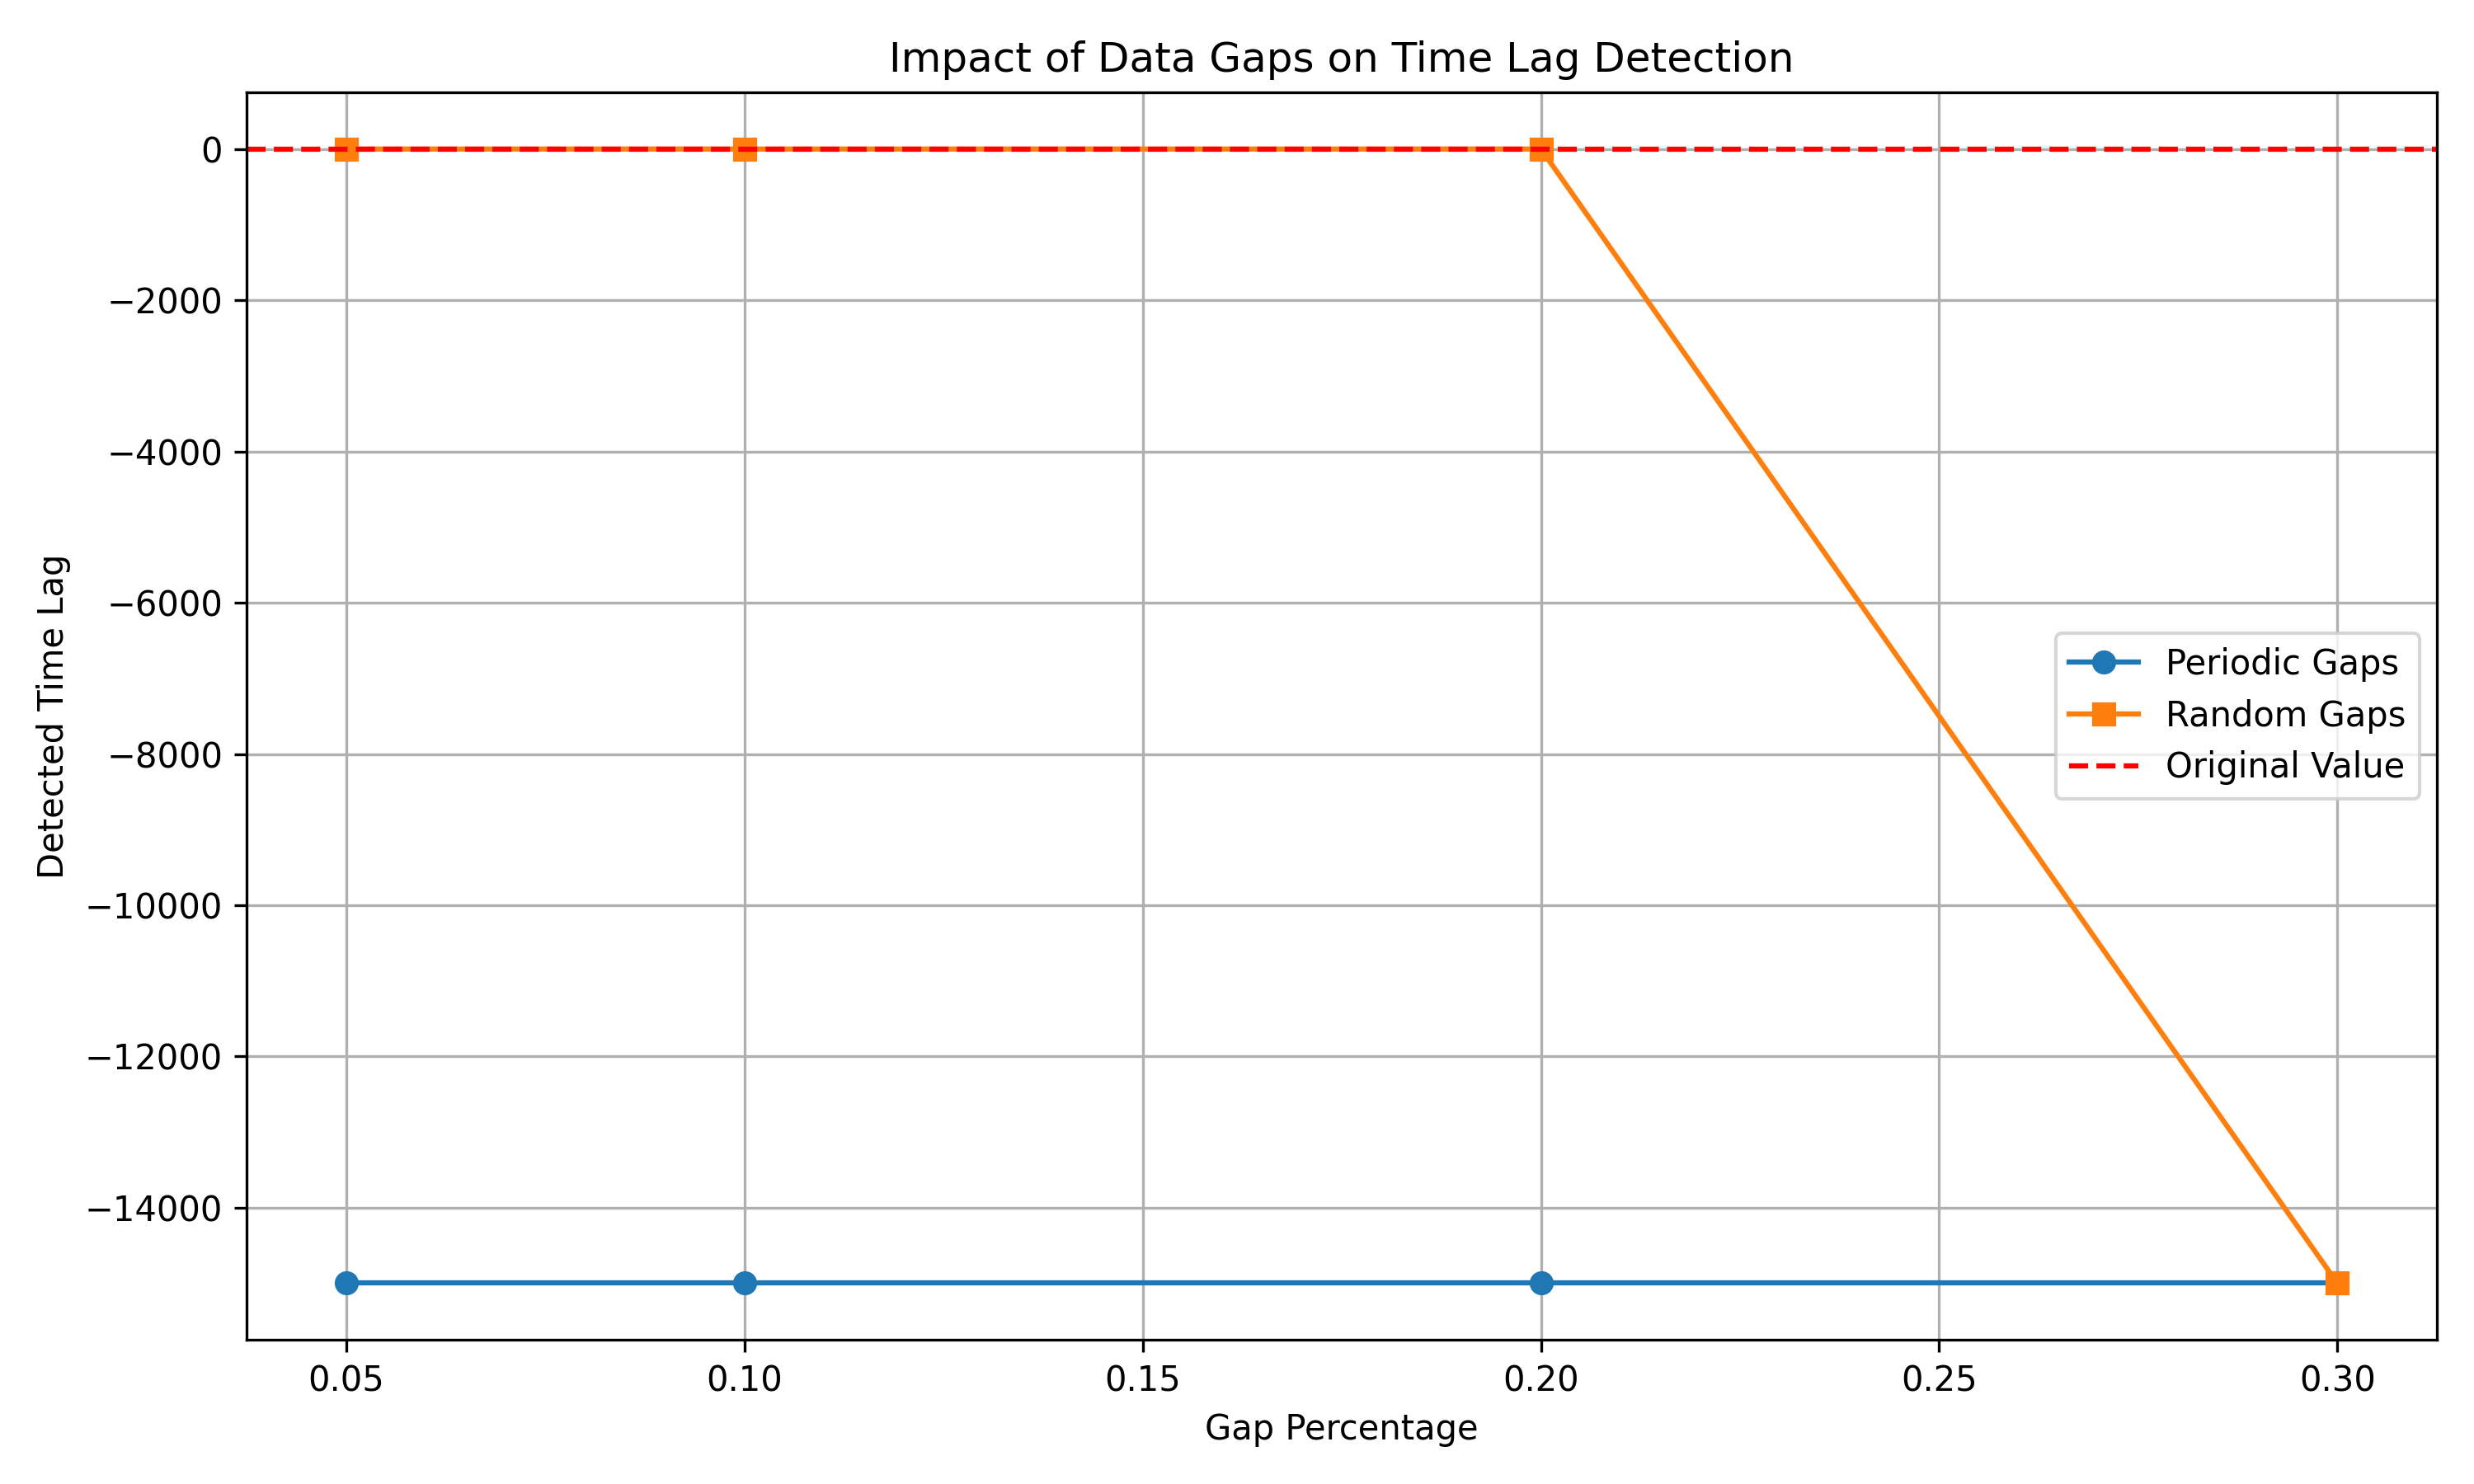 Impact of Data Gaps on Time Lag Detection
Detected Time Lag
0
−2000
−4000
−6000
−8000
−10000
−12000
−14000
Periodic Gaps
Random Gaps
Original Value
0.05 0.10 0.15 0.20 0.25 0.30
Gap Percentage